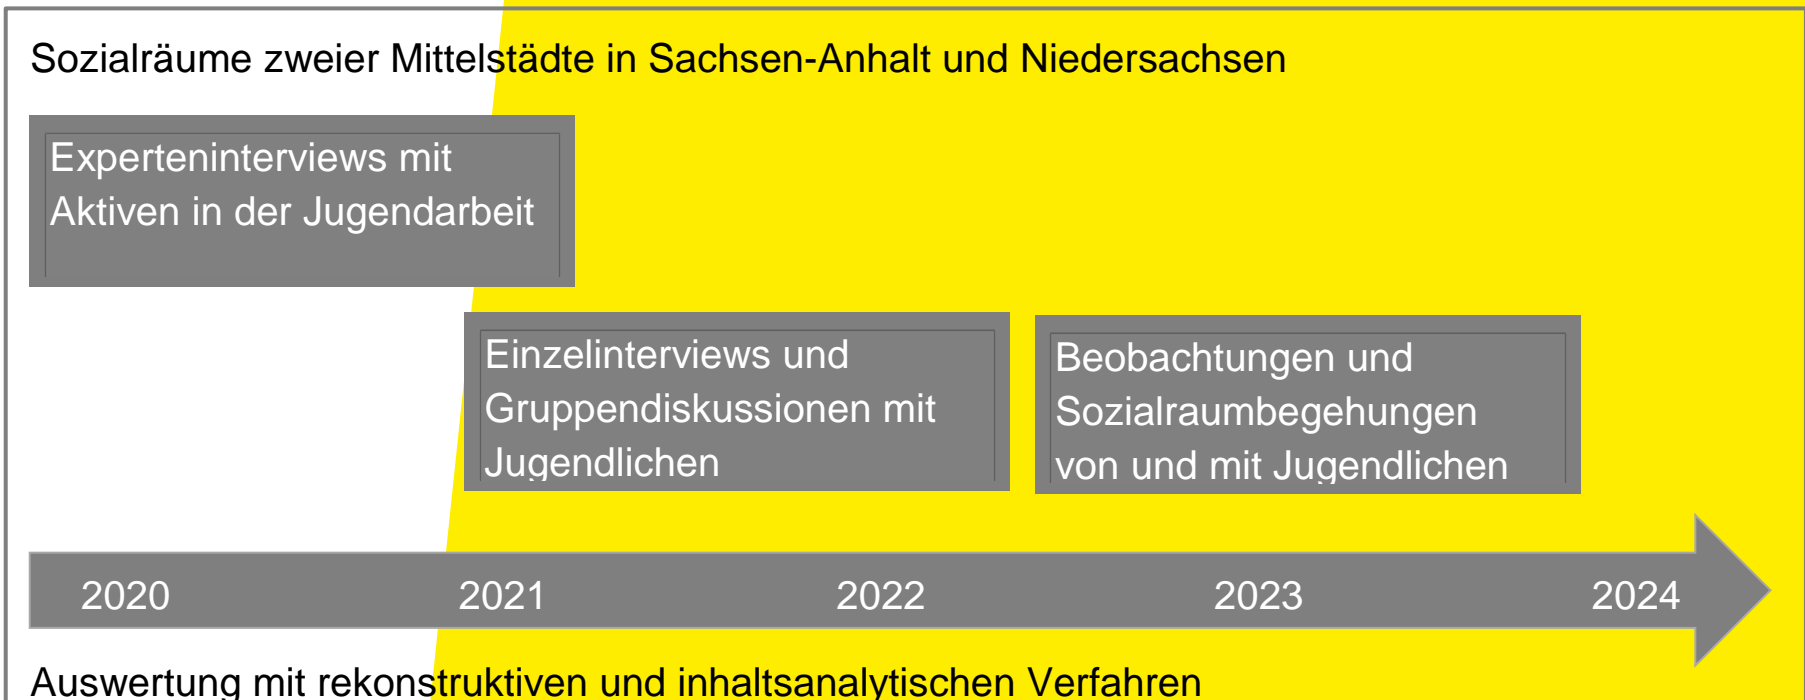 Sozialräume zweier Mittelstädte in Sachsen-Anhalt und Niedersachsen
Experteninterviews mit
Aktiven in der Jugendarbeit
Einzelinterviews und
Gruppendiskussionen mit
Jugendlichen
Beobachtungen und
Sozialraumbegehungen
von und mit Jugendlichen
2020 2021 2022 2023 2024
Auswertung mit rekonstruktiven und inhaltsanalytischen Verfahren